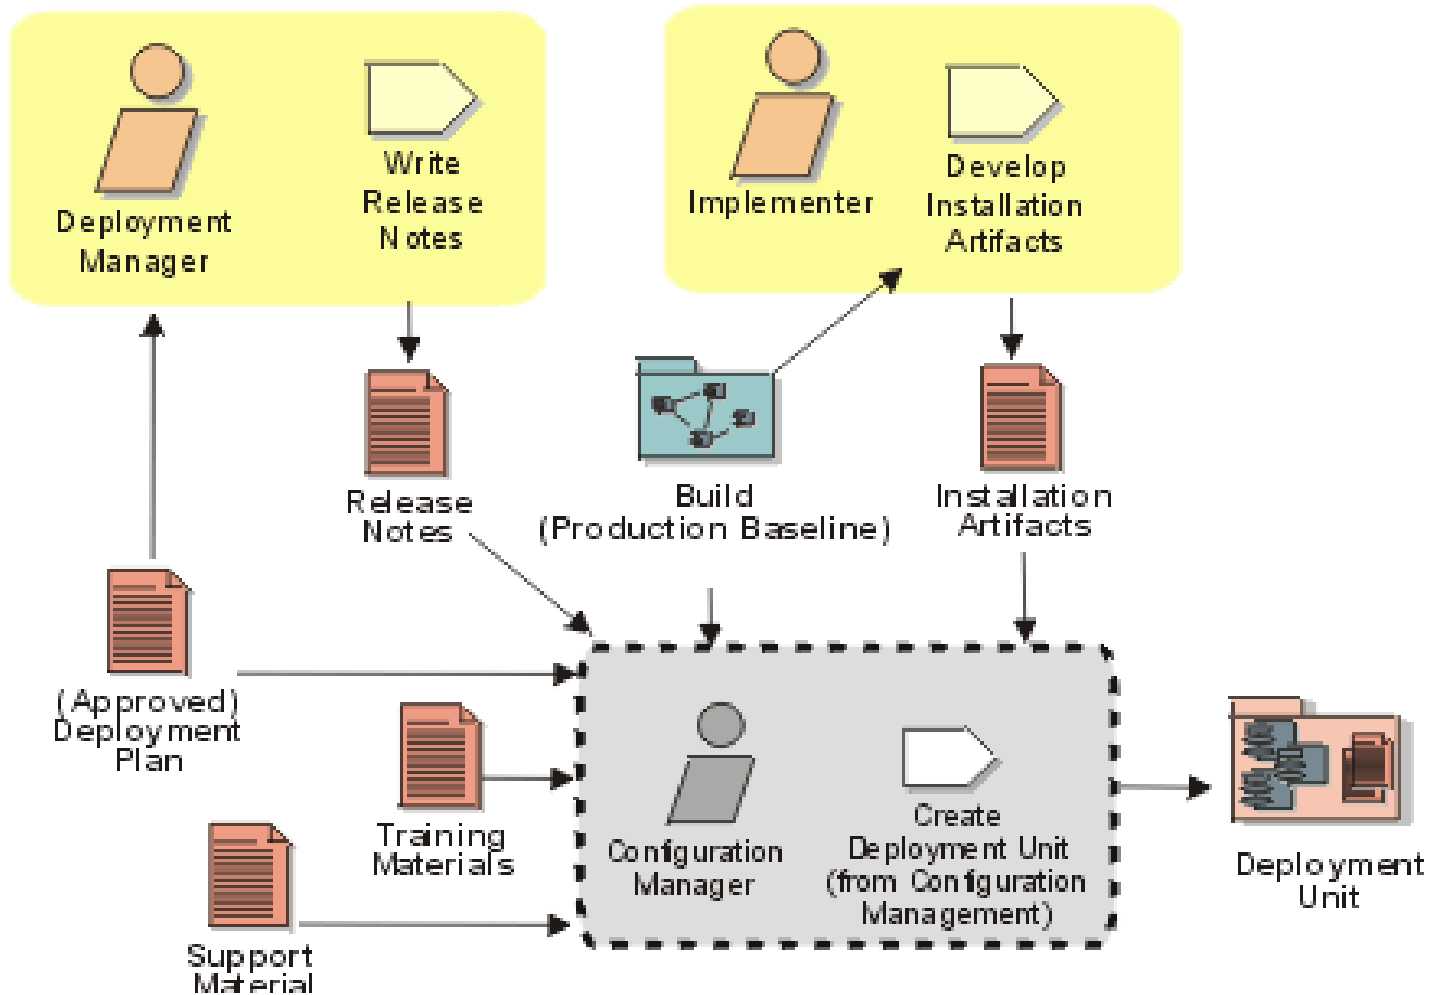 Write
Release
Notes
Deployment
Manager
Implementer
Develop
Installation
Artifacts
Release
Notes
Build
(Production Baseline)
Installation
Artifacts
(Approved)
Deployment
Plan
Training
Materials
Support
Material
Configuration
Manager
Create
Deployment Unit
(from Configuration
Management)
Deployment
Unit